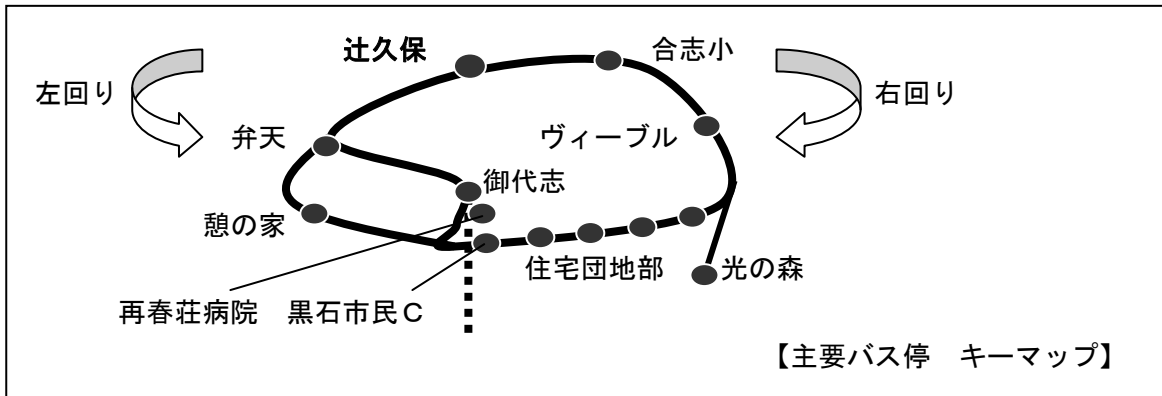 辻久保
合志小
左回り
右回り
弁天
ヴィーブル
御代志
憩の家
住宅団地部
光の森
再春荘病院　黒石市民Ｃ
【主要バス停　キーマップ】